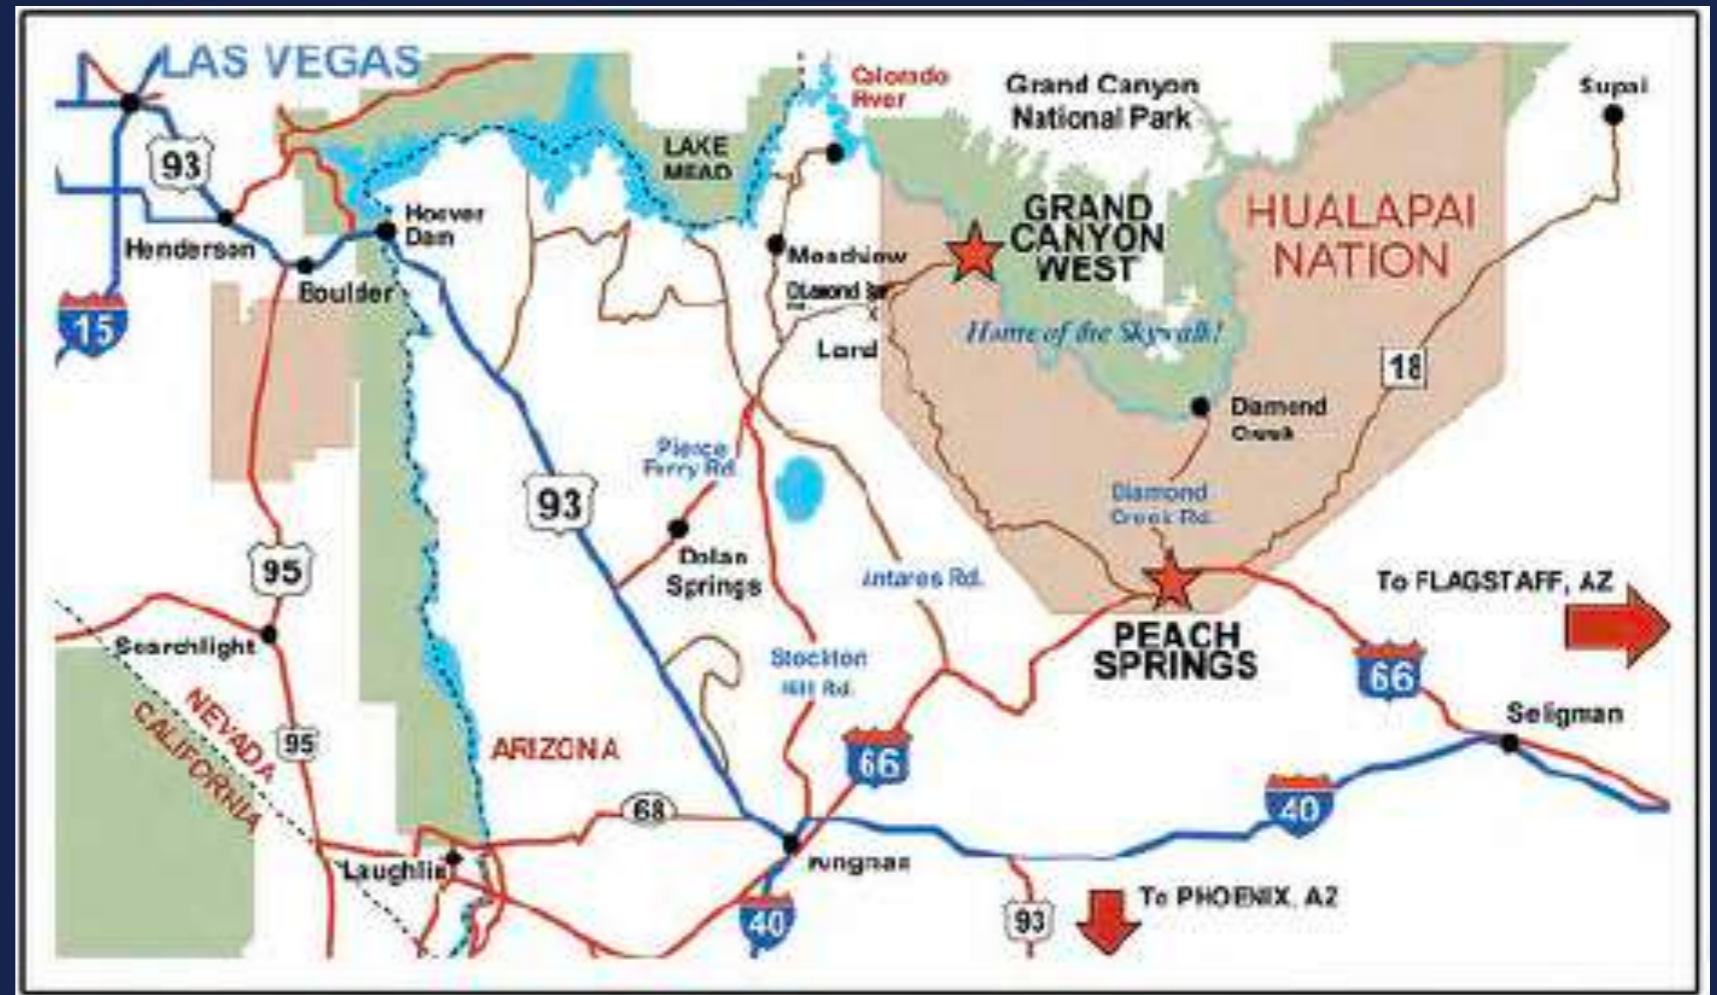 LAS VEGAS
93
Henderson
Boulder
15
Hoover
Dam
LAKE
MEAD
Colorado
River
Grand Canyon
National Park
Supai
GRAND
CANYON
WEST
HUALAPAI
NATION
Home of the Skywalk!
18
Diamond
Creek
Diamond
Creek Rd.
Pierce
Ferry Rd.
93
Dolan
Springs
Antares Rd.
95
Searchlight
To FLAGSTAFF, AZ
PEACH
SPRINGS
66
Seligman
Stockton
Hill Rd.
NEVADA
CALIFORNIA
95
ARIZONA
66
68
40
Laughlin
40
93
To PHOENIX, AZ